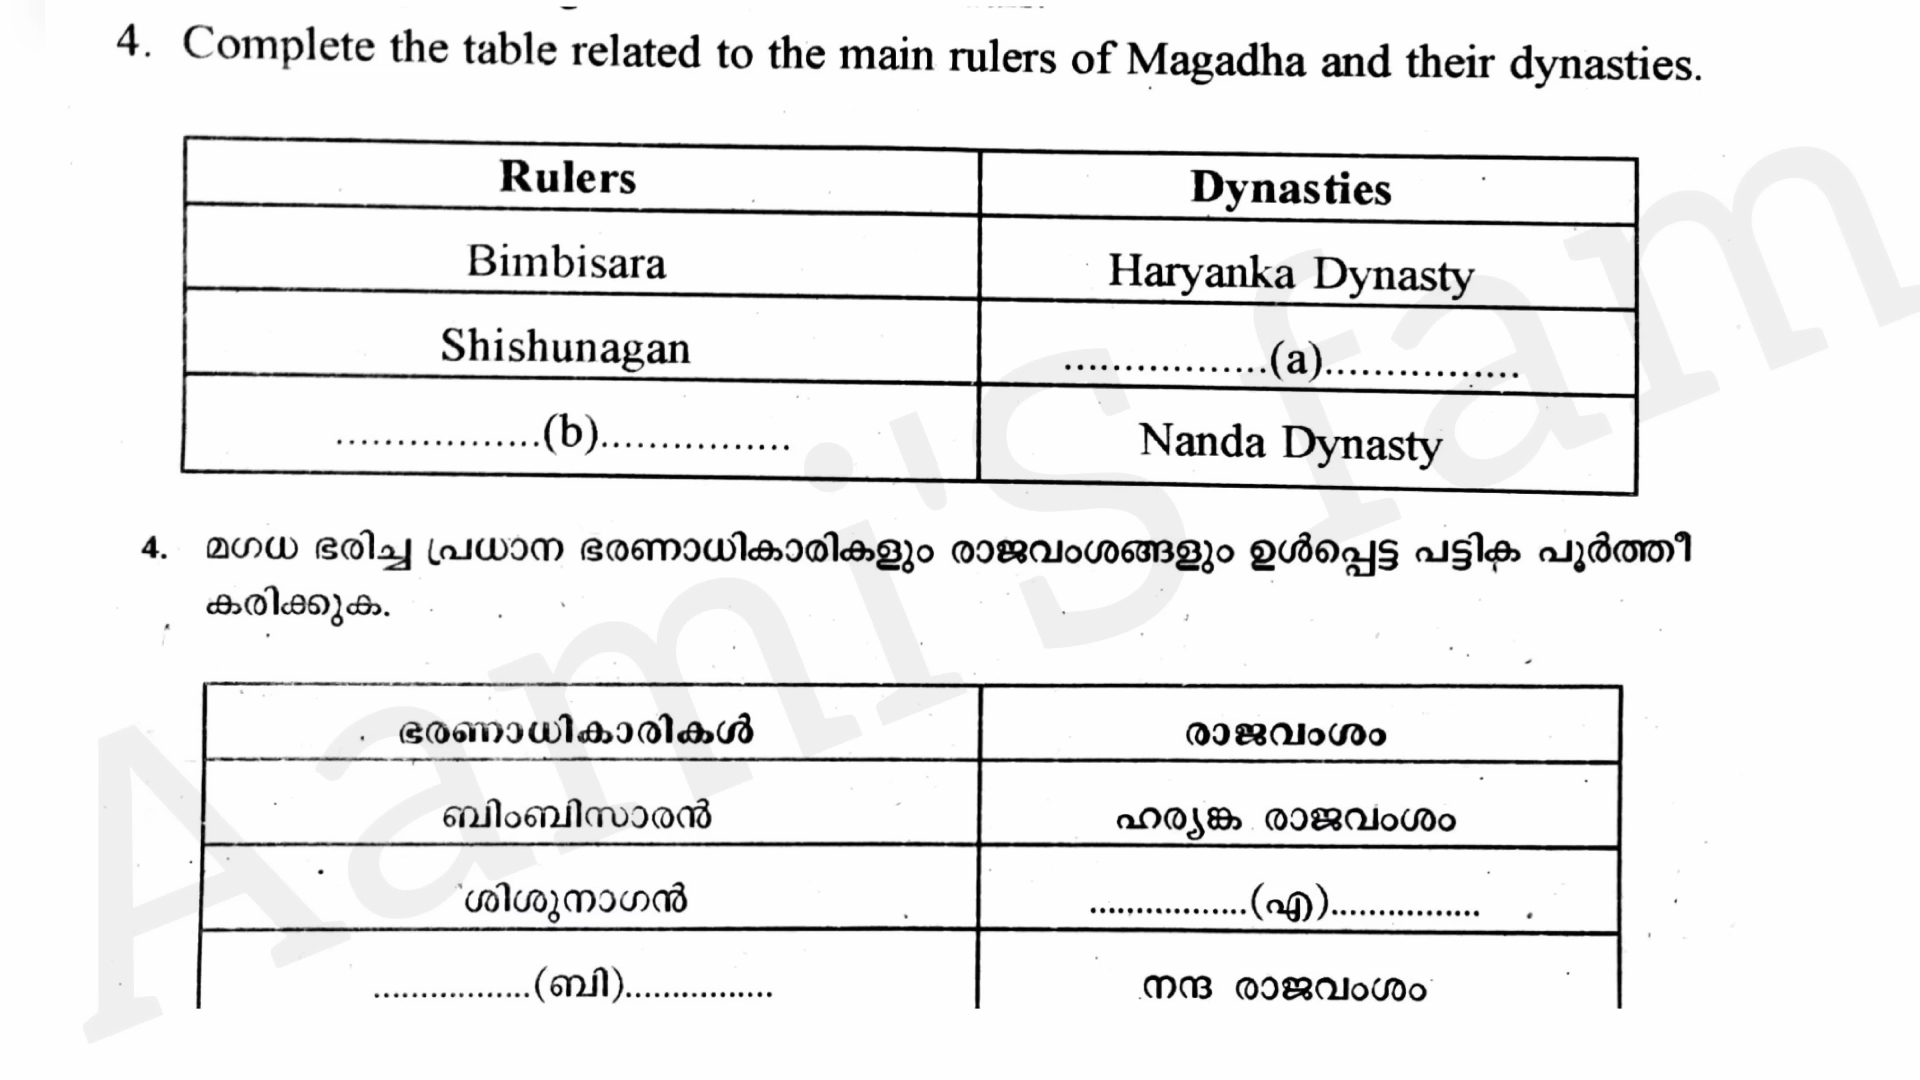 4. Complete the table related to the main rulers of Magadha and their dynasties.
Rulers Dynasties
Bimbisara Haryanka Dynasty
Shishunagan .................(a)................
.................(b)................ Nanda Dynasty
4. മഗധ ഭരിച്ച പ്രധാന ഭരണാധികാരികളും രാജവംശങ്ങളും ഉൾപ്പെട്ട പട്ടിക പൂർത്തീ
കരിക്കുക.
ഭരണാധികാരികൾ രാജവംശം
ബിംബിസാരൻ ഹര്യങ്ക രാജവംശം
ശിശുനാഗൻ .................(എ)................
.................(ബി)................ നന്ദ രാജവംശം
Aami'S fam